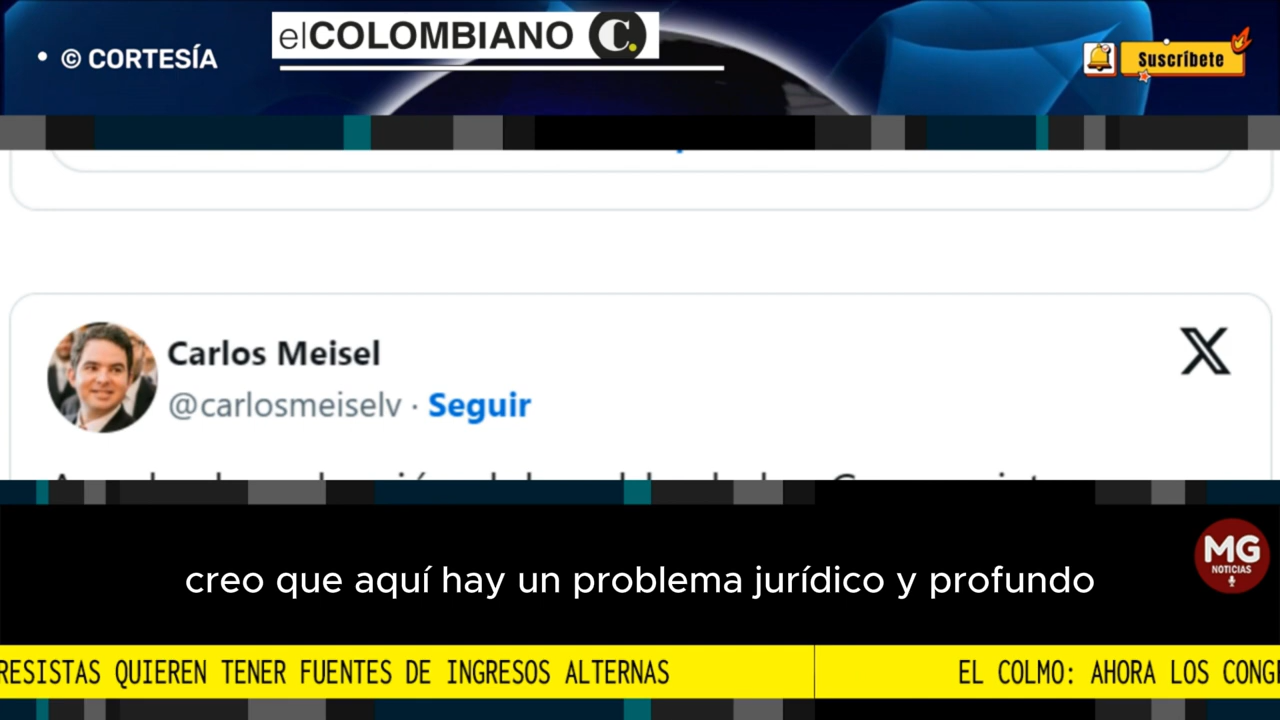 • © CORTESÍA
elCOLOMBIANO C.
Suscríbete
Carlos Meisel
@carlosmeiselv · Seguir
creo que aquí hay un problema jurídico y profundo
MG
NOTICIAS
RESISTAS QUIEREN TENER FUENTES DE INGRESOS ALTERNAS
EL COLMO: AHORA LOS CONG